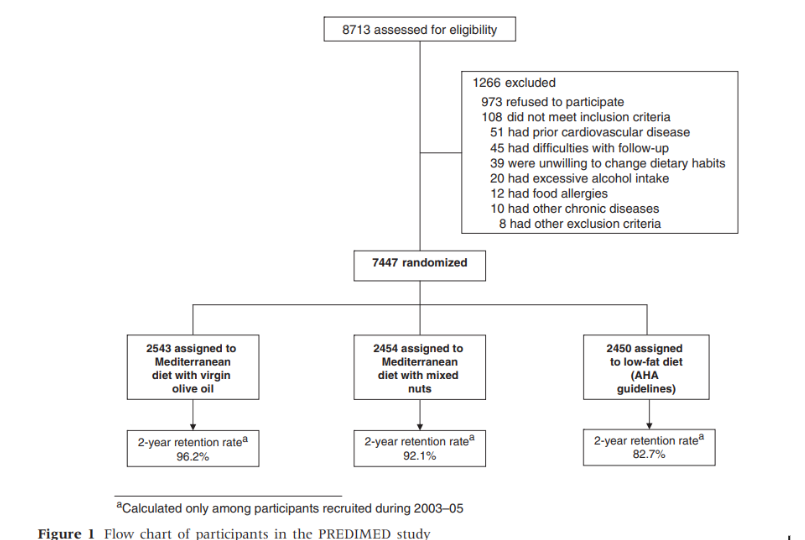 8713 assessed for eligibility
1266 excluded
973 refused to participate
108 did not meet inclusion criteria
51 had prior cardiovascular disease
45 had difficulties with follow-up
39 were unwilling to change dietary habits
20 had excessive alcohol intake
12 had food allergies
10 had other chronic diseases
8 had other exclusion criteria
7447 randomized
2543 assigned to
Mediterranean
diet with virgin
olive oil
2454 assigned to
Mediterranean
diet with mixed
nuts
2450 assigned
to low-fat diet
(AHA
guidelines)
2-year retention rateᵃ
96.2%
2-year retention rateᵃ
92.1%
2-year retention rateᵃ
82.7%
ᵃCalculated only among participants recruited during 2003–05
Figure 1 Flow chart of participants in the PREDIMED study